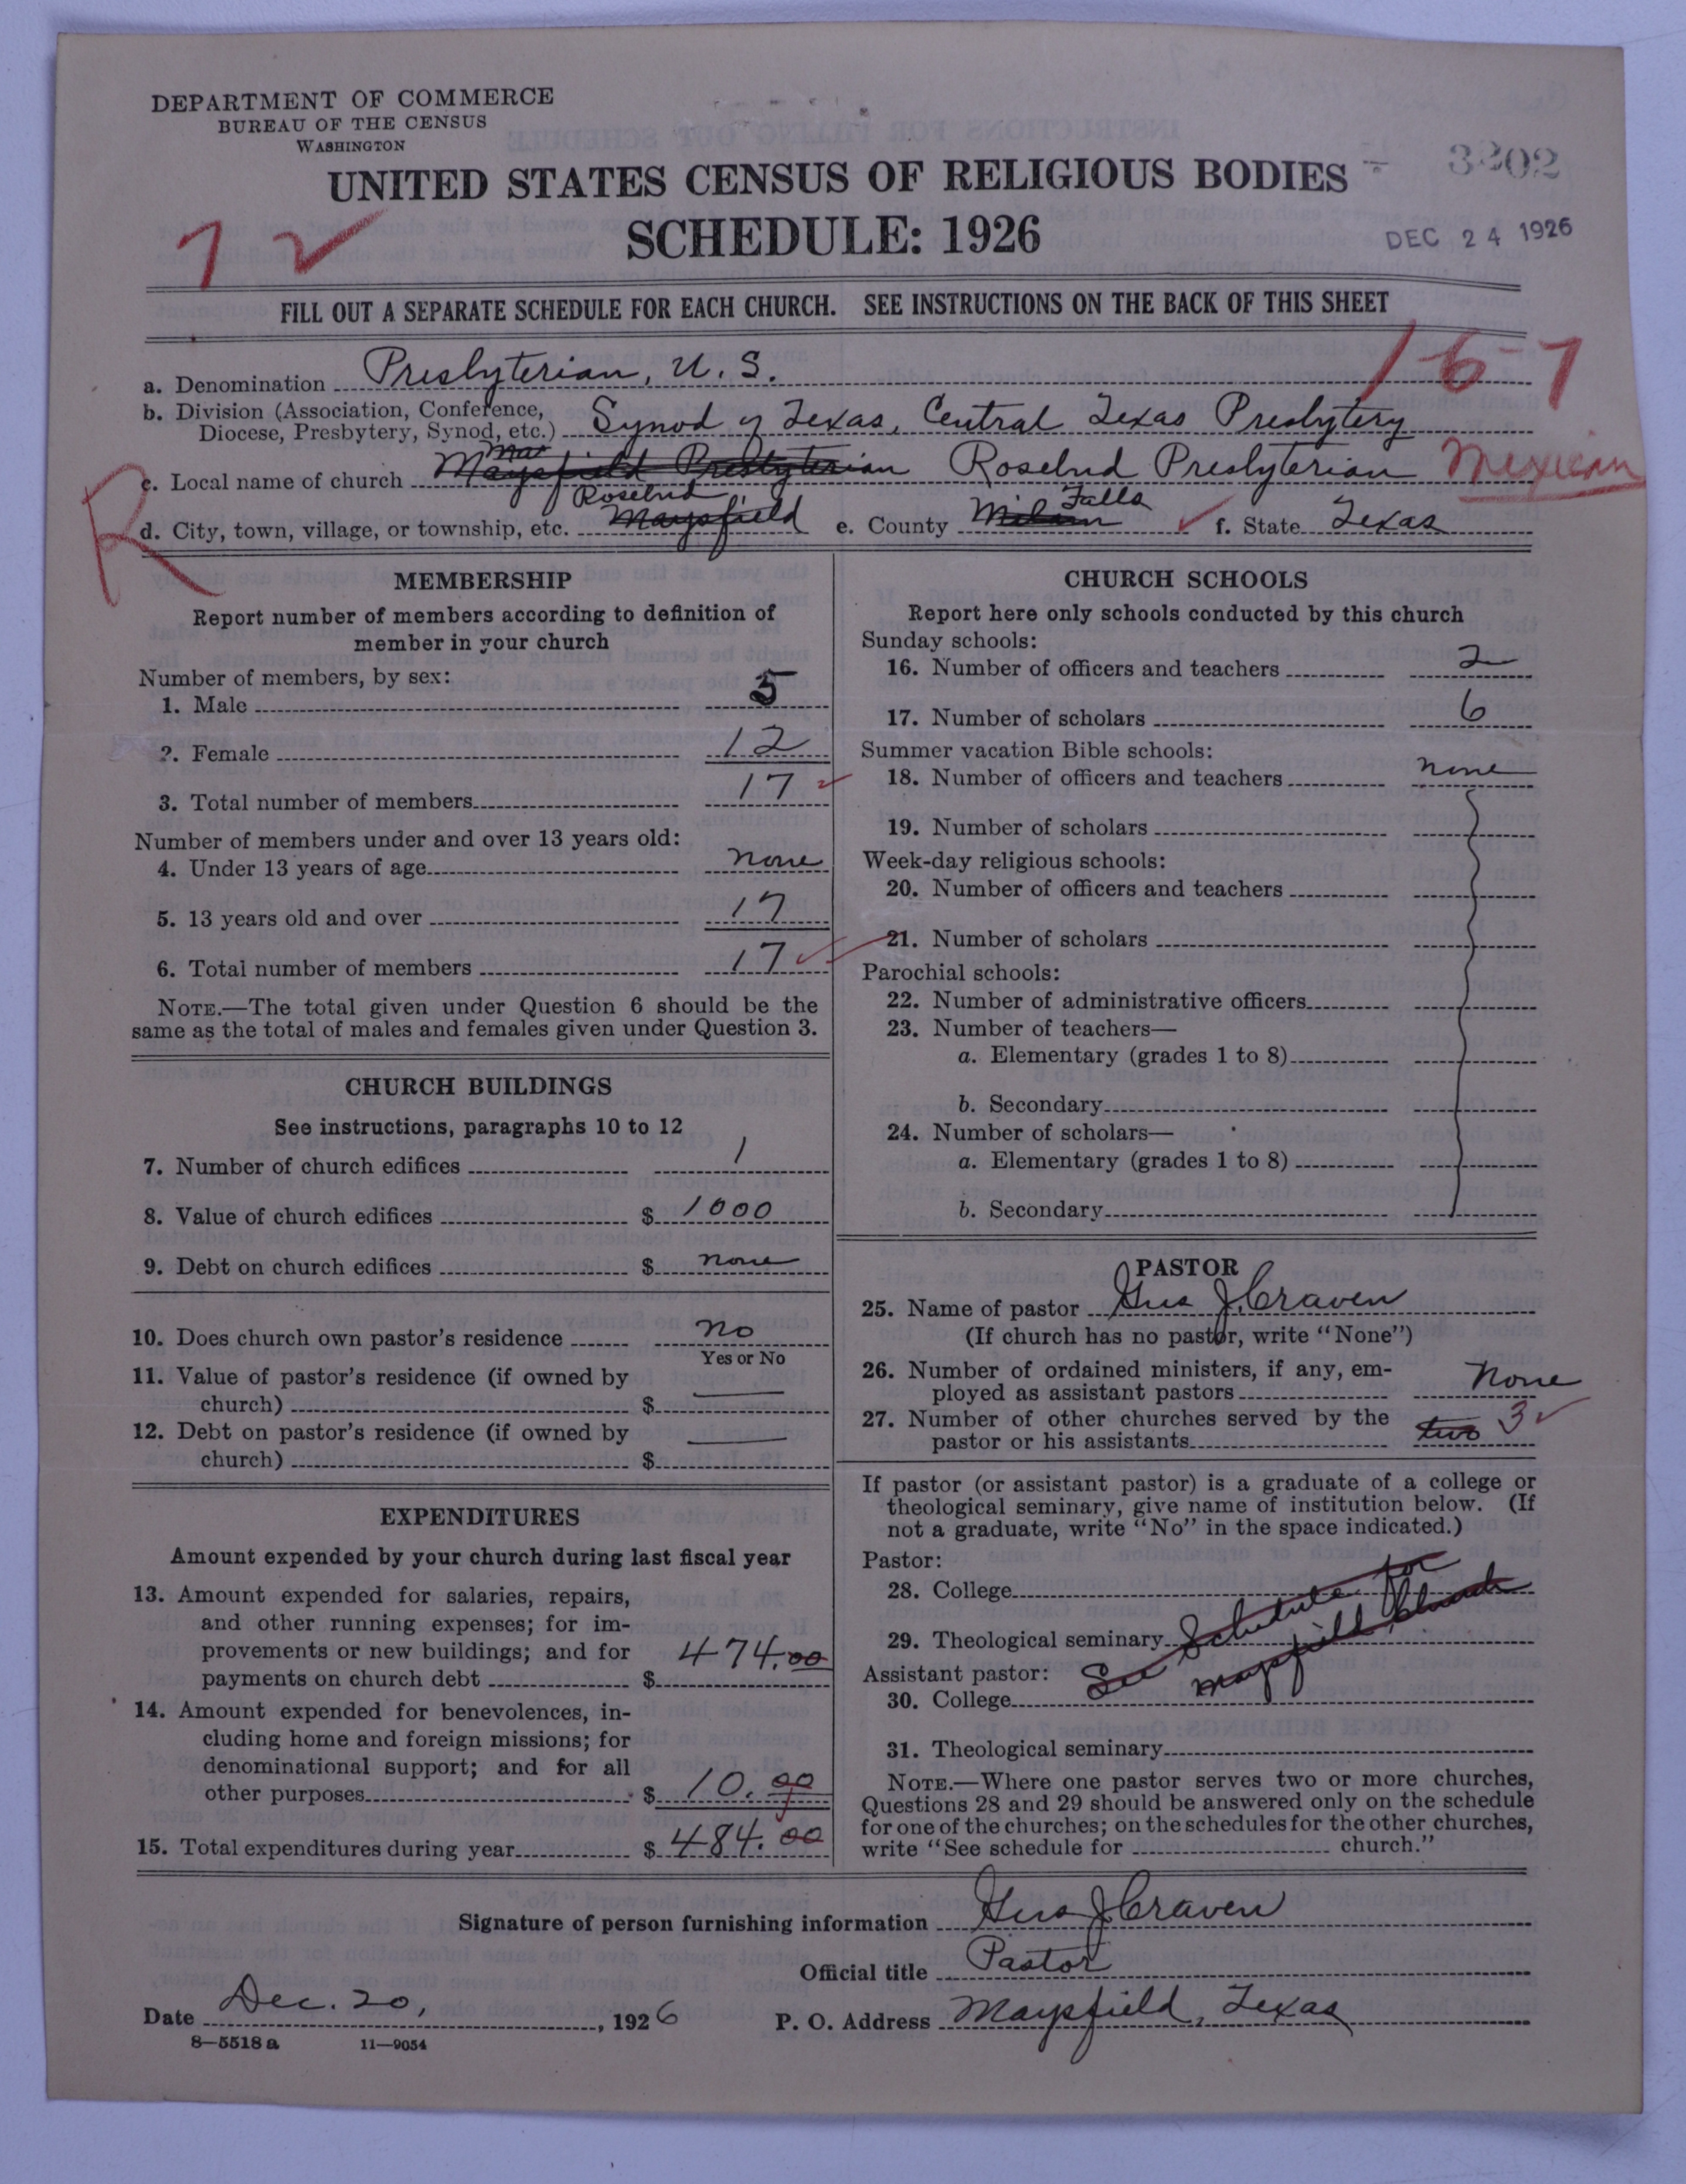 DEPARTMENT OF COMMERCE
BUREAU OF THE CENSUS
WASHINGTON
UNITED STATES CENSUS OF RELIGIOUS BODIES
SCHEDULE: 1926
3202
DEC 24 1926
72
FILL OUT A SEPARATE SCHEDULE FOR EACH CHURCH. SEE INSTRUCTIONS ON THE BACK OF THIS SHEET
16-7
a. Denomination Presbyterian, U. S.
b. Division (Association, Conference, Diocese, Presbytery, Synod, etc.) Synod of Texas, Central Texas Presbytery
c. Local name of church Maysfield Presbyterian Rosebud Presbyterian Mexican
R
d. City, town, village, or township, etc. Maysfield Rosebud e. County Milam Falls f. State Texas
MEMBERSHIP
Report number of members according to definition of
member in your church
Number of members, by sex:
1. Male 5
2. Female 12
3. Total number of members 17
Number of members under and over 13 years old:
4. Under 13 years of age none
5. 13 years old and over 17
6. Total number of members 17
NOTE.—The total given under Question 6 should be the
same as the total of males and females given under Question 3.
CHURCH BUILDINGS
See instructions, paragraphs 10 to 12
7. Number of church edifices 1
8. Value of church edifices $ 1000
9. Debt on church edifices $ none
10. Does church own pastor's residence no
Yes or No
11. Value of pastor's residence (if owned by
church) $
12. Debt on pastor's residence (if owned by
church) $
EXPENDITURES
Amount expended by your church during last fiscal year
13. Amount expended for salaries, repairs,
and other running expenses; for im-
provements or new buildings; and for
payments on church debt $ 474.00
14. Amount expended for benevolences, in-
cluding home and foreign missions; for
denominational support; and for all
other purposes $ 10.00
15. Total expenditures during year $ 484.00
CHURCH SCHOOLS
Report here only schools conducted by this church
Sunday schools:
16. Number of officers and teachers 2
17. Number of scholars 6
Summer vacation Bible schools:
18. Number of officers and teachers none
19. Number of scholars
Week-day religious schools:
20. Number of officers and teachers
21. Number of scholars
Parochial schools:
22. Number of administrative officers
23. Number of teachers—
a. Elementary (grades 1 to 8)
b. Secondary
24. Number of scholars—
a. Elementary (grades 1 to 8)
b. Secondary
PASTOR
25. Name of pastor Gus J. Craven
(If church has no pastor, write "None")
26. Number of ordained ministers, if any, em-
ployed as assistant pastors None
27. Number of other churches served by the
pastor or his assistants two 3
If pastor (or assistant pastor) is a graduate of a college or
theological seminary, give name of institution below. (If
not a graduate, write "No" in the space indicated.)
Pastor:
28. College
29. Theological seminary
See Schedule for
Maysfield Church
Assistant pastor:
30. College
31. Theological seminary
NOTE.—Where one pastor serves two or more churches,
Questions 28 and 29 should be answered only on the schedule
for one of the churches; on the schedules for the other churches,
write "See schedule for church."
Signature of person furnishing information Gus J Craven
Official title Pastor
Date Dec. 20, 1926 P. O. Address Maysfield, Texas
8—5518 a 11—9054